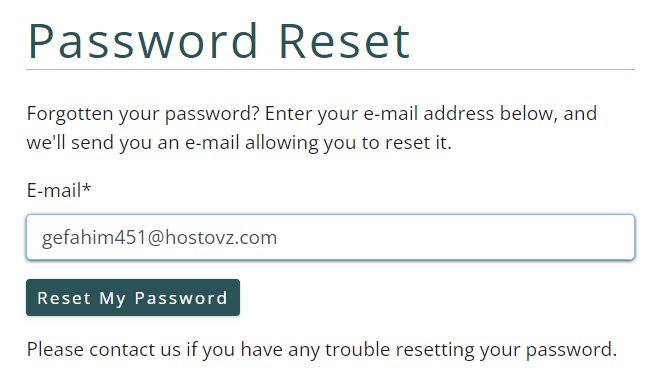 Password Reset
Forgotten your password? Enter your e-mail address below, and
we'll send you an e-mail allowing you to reset it.
E-mail*
gefahim451@hostovz.com
Reset My Password
Please contact us if you have any trouble resetting your password.